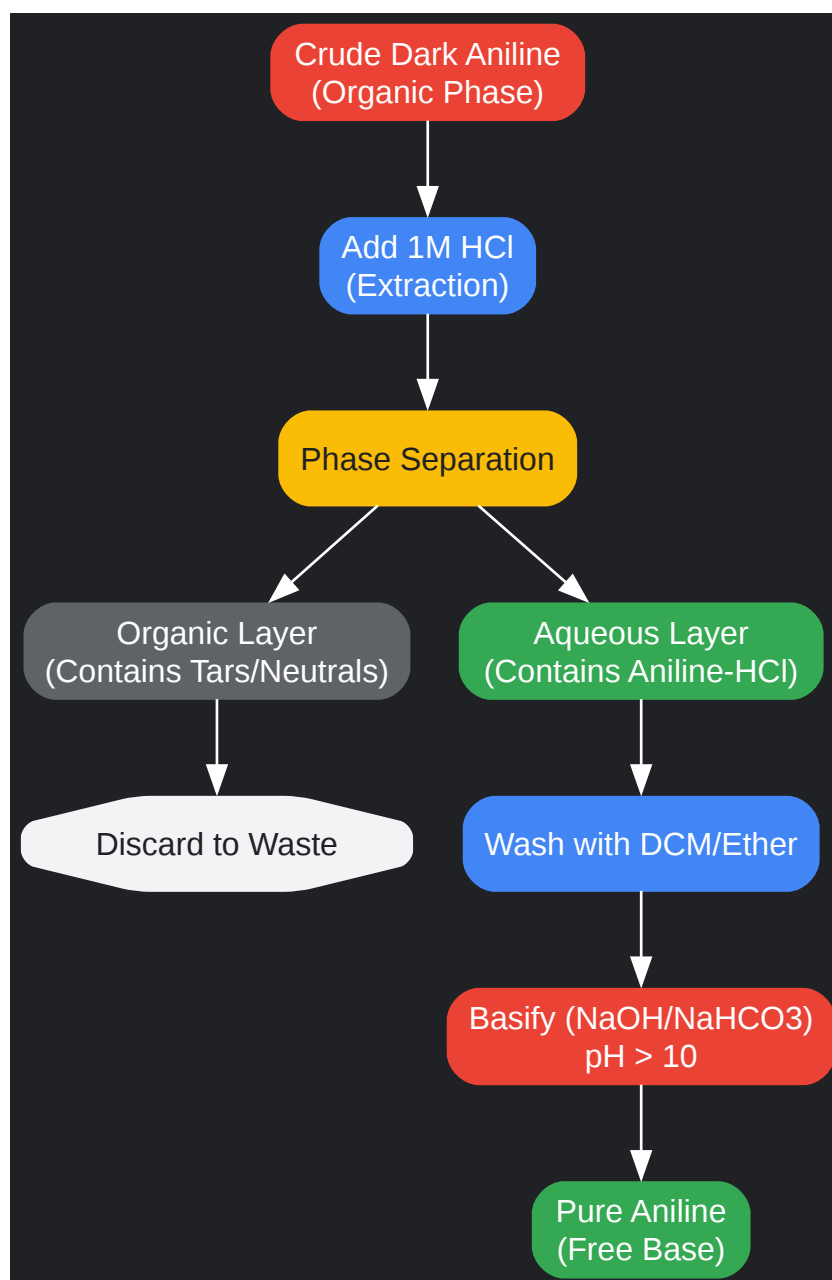 Crude Dark Aniline
(Organic Phase)
Add 1M HCl
(Extraction)
Phase Separation
Organic Layer
(Contains Tars/Neutrals)
Aqueous Layer
(Contains Aniline-HCl)
Discard to Waste
Wash with DCM/Ether
Basify (NaOH/NaHCO3)
pH > 10
Pure Aniline
(Free Base)